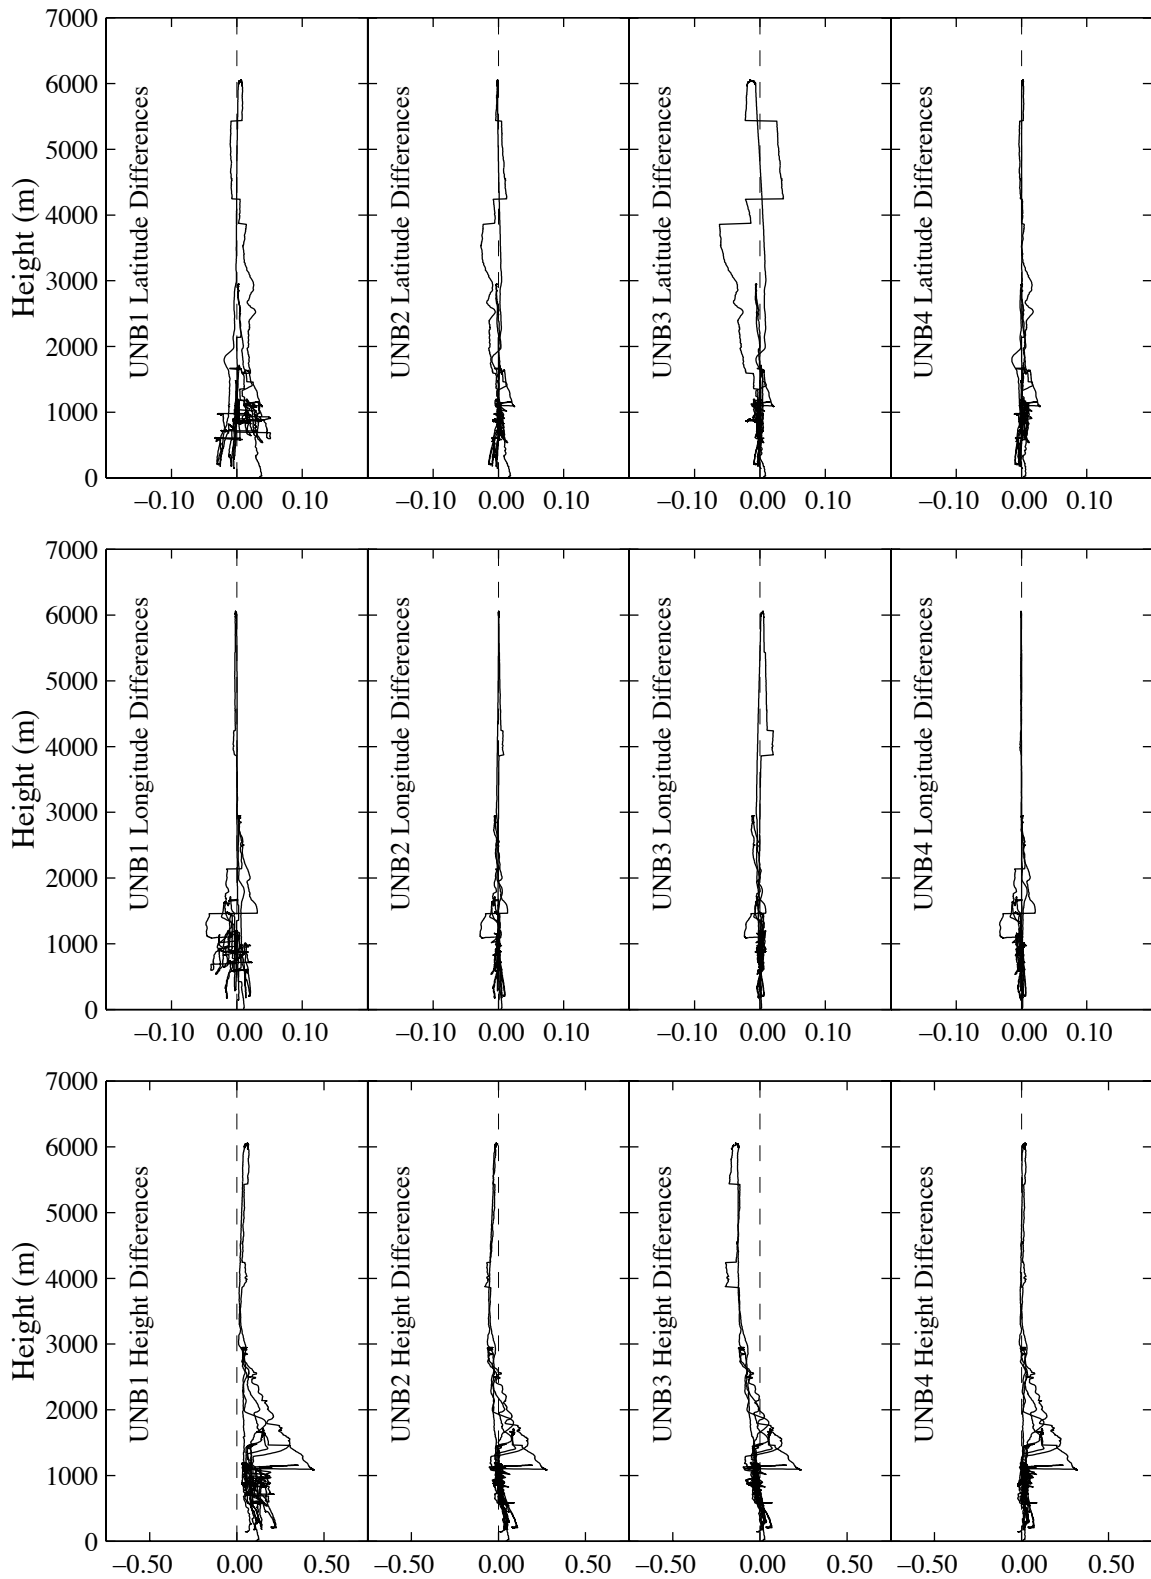 7000
6000
5000
4000
3000
2000
1000
0
Height (m)
UNB1 Latitude Differences
UNB2 Latitude Differences
UNB3 Latitude Differences
UNB4 Latitude Differences
−0.10 0.00 0.10 −0.10 0.00 0.10 −0.10 0.00 0.10 −0.10 0.00 0.10
7000
6000
5000
4000
3000
2000
1000
0
Height (m)
UNB1 Longitude Differences
UNB2 Longitude Differences
UNB3 Longitude Differences
UNB4 Longitude Differences
−0.10 0.00 0.10 −0.10 0.00 0.10 −0.10 0.00 0.10 −0.10 0.00 0.10
7000
6000
5000
4000
3000
2000
1000
0
Height (m)
UNB1 Height Differences
UNB2 Height Differences
UNB3 Height Differences
UNB4 Height Differences
−0.50 0.00 0.50 −0.50 0.00 0.50 −0.50 0.00 0.50 −0.50 0.00 0.50